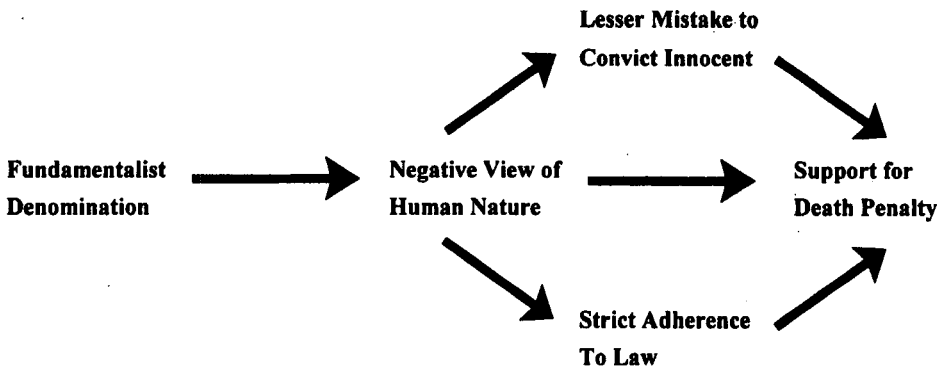 Lesser Mistake to
Convict Innocent
Fundamentalist
Denomination
Negative View of
Human Nature
Support for
Death Penalty
Strict Adherence
To Law